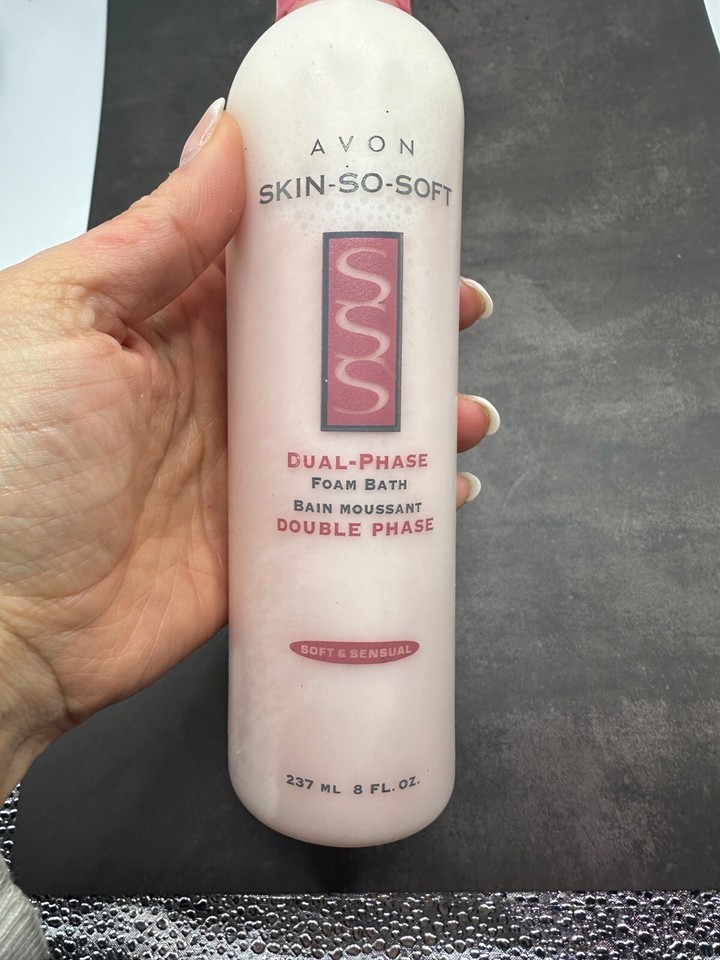 AVON
SKIN-SO-SOFT
SSS
DUAL-PHASE
FOAM BATH
BAIN MOUSSANT
DOUBLE PHASE
SOFT & SENSUAL
237 ML 8 FL. OZ.